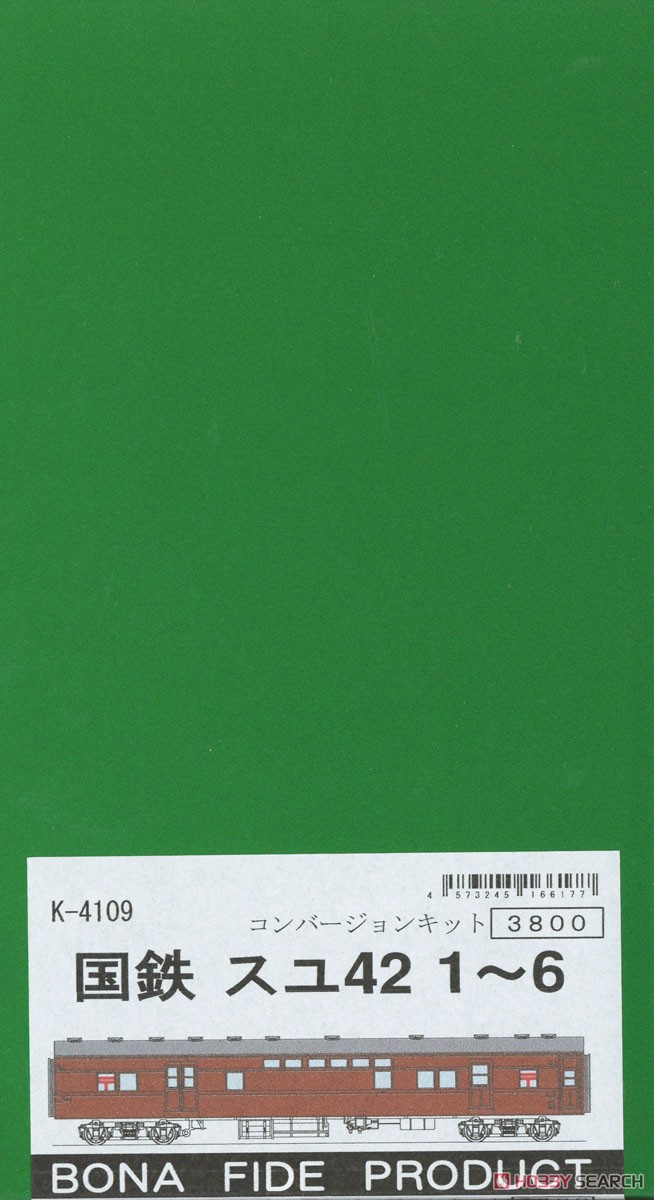 4 573245 166177
K-4109
コンバージョンキット 3800
国鉄 スユ42 1～6
BONA FIDE PRODUCT
HOBBY SEARCH